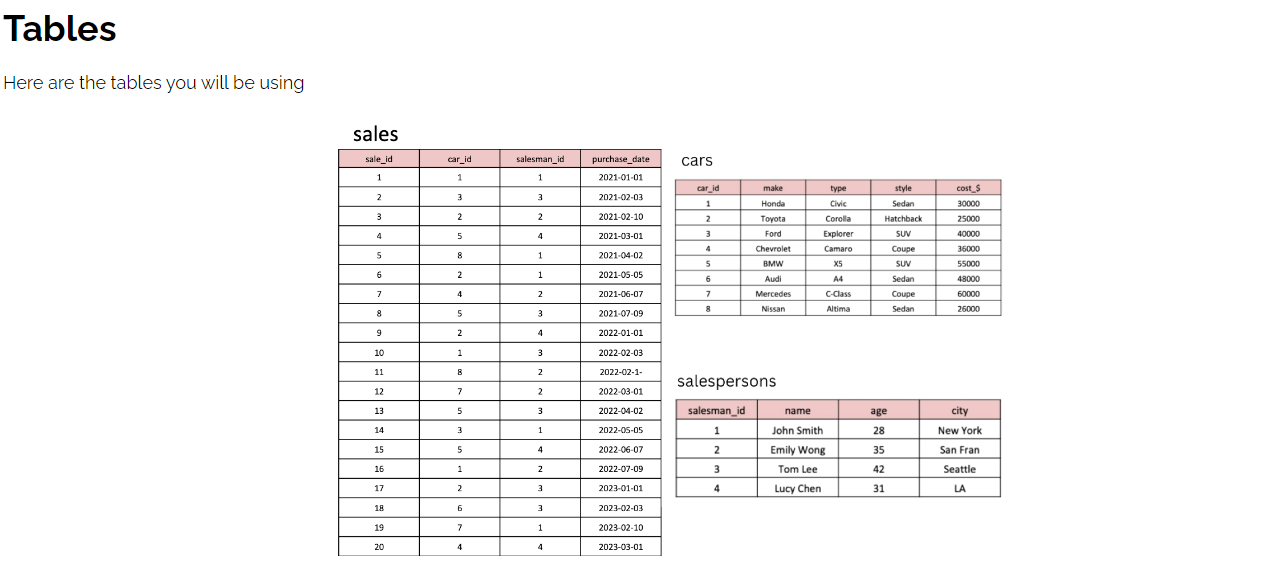 Tables
Here are the tables you will be using
sales
sale_id car_id salesman_id purchase_date
1 1 1 2021-01-01
2 3 3 2021-02-03
3 2 2 2021-02-10
4 5 4 2021-03-01
5 8 1 2021-04-02
6 2 1 2021-05-05
7 4 2 2021-06-07
8 5 3 2021-07-09
9 2 4 2022-01-01
10 1 3 2022-02-03
11 8 2 2022-02-1-
12 7 2 2022-03-01
13 5 3 2022-04-02
14 3 1 2022-05-05
15 5 4 2022-06-07
16 1 2 2022-07-09
17 2 3 2023-01-01
18 6 3 2023-02-03
19 7 1 2023-02-10
20 4 4 2023-03-01
cars
car_id make type style cost_$
1 Honda Civic Sedan 30000
2 Toyota Corolla Hatchback 25000
3 Ford Explorer SUV 40000
4 Chevrolet Camaro Coupe 36000
5 BMW X5 SUV 55000
6 Audi A4 Sedan 48000
7 Mercedes C-Class Coupe 60000
8 Nissan Altima Sedan 26000
salespersons
salesman_id name age city
1 John Smith 28 New York
2 Emily Wong 35 San Fran
3 Tom Lee 42 Seattle
4 Lucy Chen 31 LA